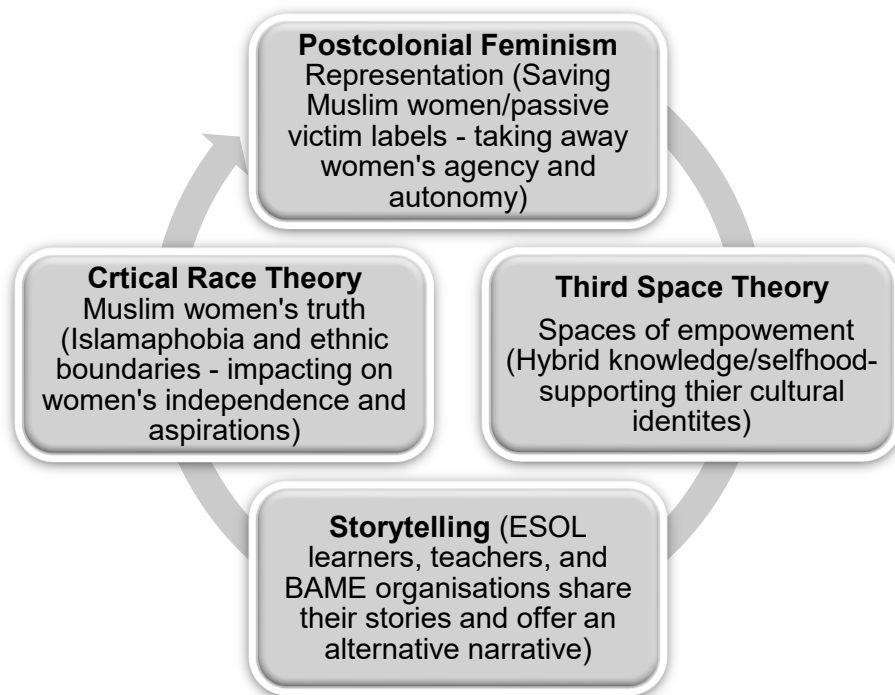 Postcolonial Feminism
Representation (Saving
Muslim women/passive
victim labels - taking away
women's agency and
autonomy)
Crtical Race Theory
Muslim women's truth
(Islamaphobia and ethnic
boundaries - impacting on
women's independence and
aspirations)
Third Space Theory
Spaces of empowement
(Hybrid knowledge/selfhood-
supporting thier cultural
identites)
Storytelling (ESOL
learners, teachers, and
BAME organisations share
their stories and offer an
alternative narrative)